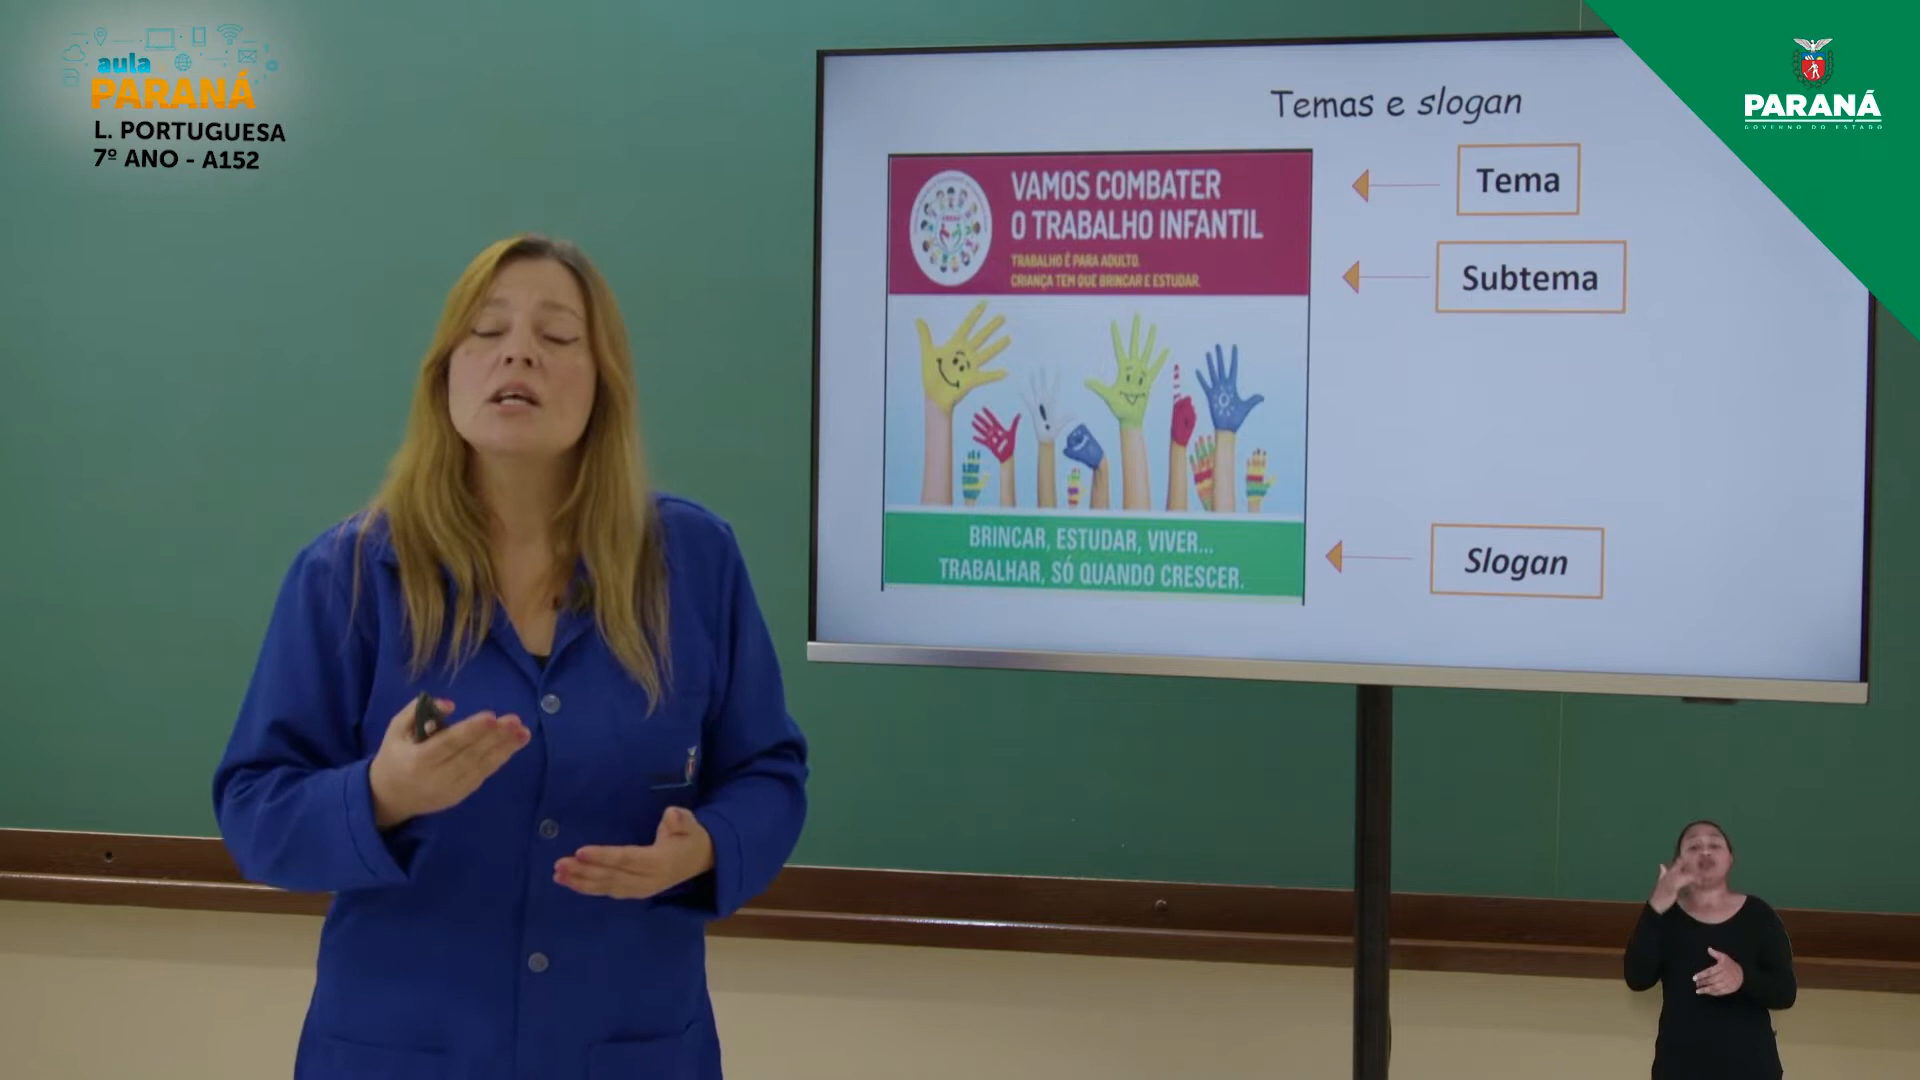 aula
PARANÁ
L. PORTUGUESA
7º ANO - A152
PARANÁ
GOVERNO DO ESTADO
Temas e slogan
VAMOS COMBATER
O TRABALHO INFANTIL
TRABALHO É PARA ADULTO.
CRIANÇA TEM QUE BRINCAR E ESTUDAR.
BRINCAR, ESTUDAR, VIVER...
TRABALHAR, SÓ QUANDO CRESCER.
Tema
Subtema
Slogan